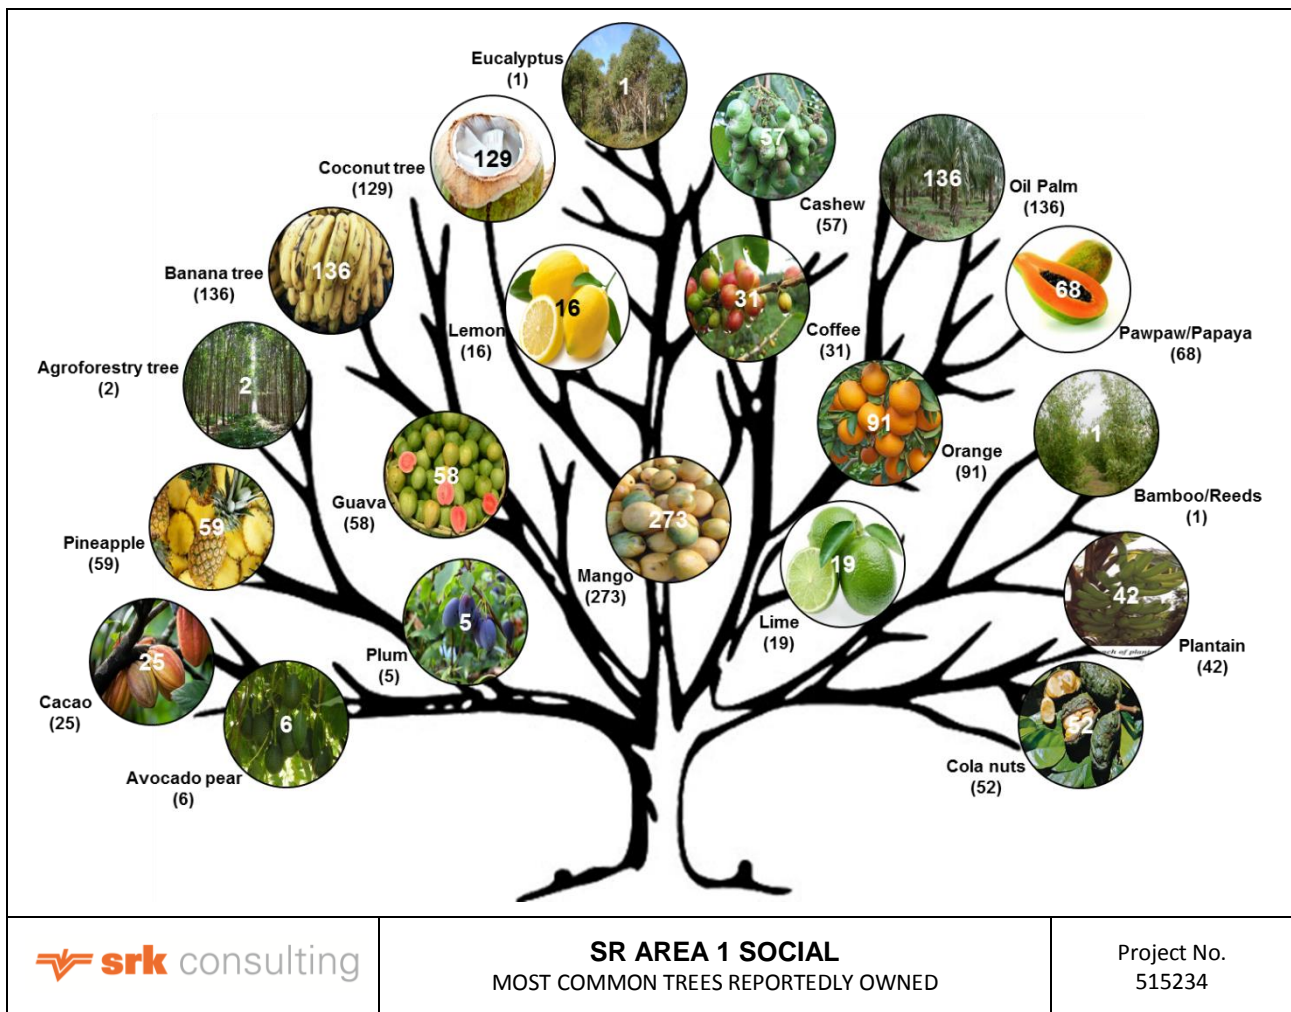 Eucalyptus
(1)
1
57
Cashew
(57)
129
Coconut tree
(129)
136
Oil Palm
(136)
136
Banana tree
(136)
16
Lemon
(16)
31
Coffee
(31)
68
Pawpaw/Papaya
(68)
2
Agroforestry tree
(2)
91
Orange
(91)
1
Bamboo/Reeds
(1)
58
Guava
(58)
59
Pineapple
(59)
273
Mango
(273)
19
Lime
(19)
42
Plantain
(42)
5
Plum
(5)
25
Cacao
(25)
6
Avocado pear
(6)
52
Cola nuts
(52)
srk consulting
SR AREA 1 SOCIAL
MOST COMMON TREES REPORTEDLY OWNED
Project No.
515234